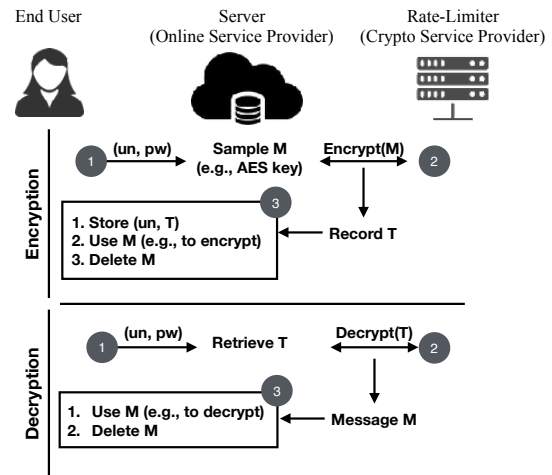 End User
Server
(Online Service Provider)
Rate-Limiter
(Crypto Service Provider)
Encryption
1
(un, pw)
Sample M
(e.g., AES key)
Encrypt(M)
2
3
1. Store (un, T)
2. Use M (e.g., to encrypt)
3. Delete M
Record T
Decryption
1
(un, pw)
Retrieve T
Decrypt(T)
2
3
1. Use M (e.g., to decrypt)
2. Delete M
Message M